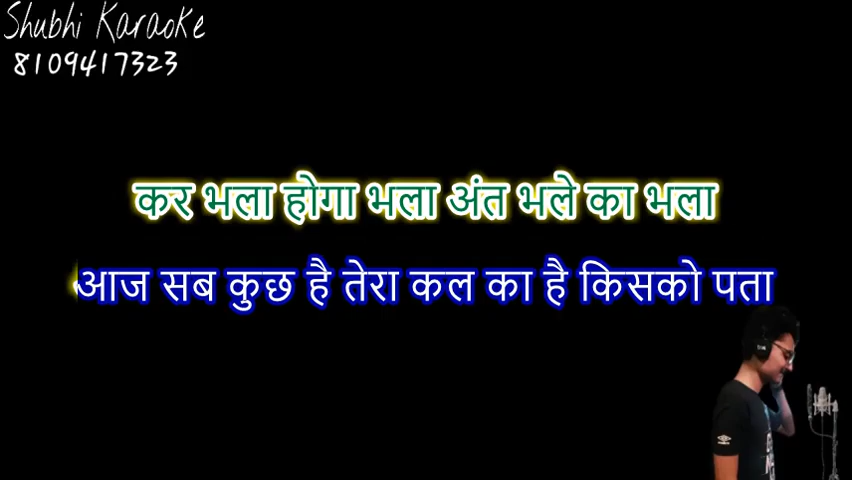 Shubhi Karaoke
8109417323
कर भला होगा भला अंत भले का भला
आज सब कुछ है तेरा कल का है किसको पता